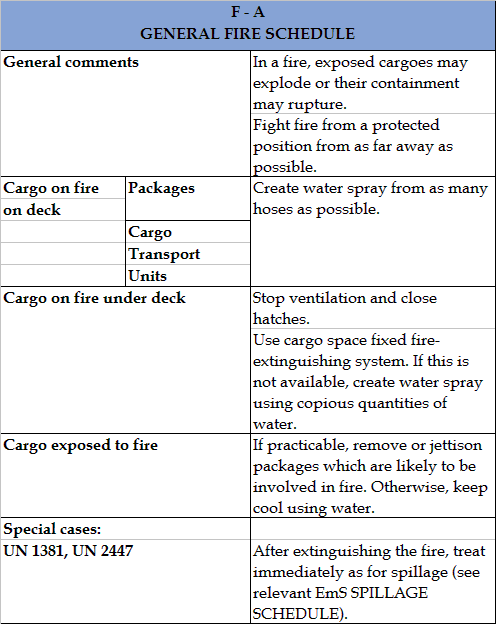 F - A
GENERAL FIRE SCHEDULE
General comments
In a fire, exposed cargoes may
explode or their containment
may rupture.
Fight fire from a protected
position from as far away as
possible.
Cargo on fire
on deck
Packages
Cargo
Transport
Units
Create water spray from as many
hoses as possible.
Cargo on fire under deck
Stop ventilation and close
hatches.
Use cargo space fixed fire-
extinguishing system. If this is
not available, create water spray
using copious quantities of
water.
Cargo exposed to fire
If practicable, remove or jettison
packages which are likely to be
involved in fire. Otherwise, keep
cool using water.
Special cases:
UN 1381, UN 2447
After extinguishing the fire, treat
immediately as for spillage (see
relevant EmS SPILLAGE
SCHEDULE).